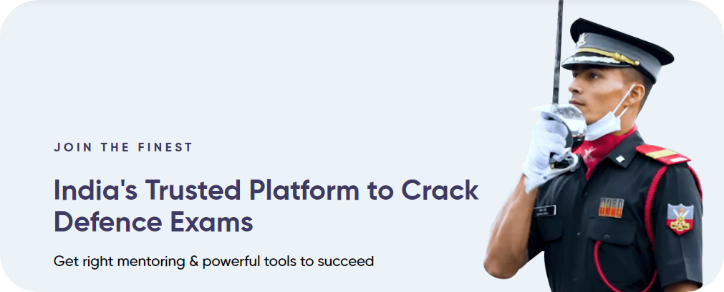 JOIN THE FINEST
India's Trusted Platform to Crack
Defence Exams
Get right mentoring & powerful tools to succeed